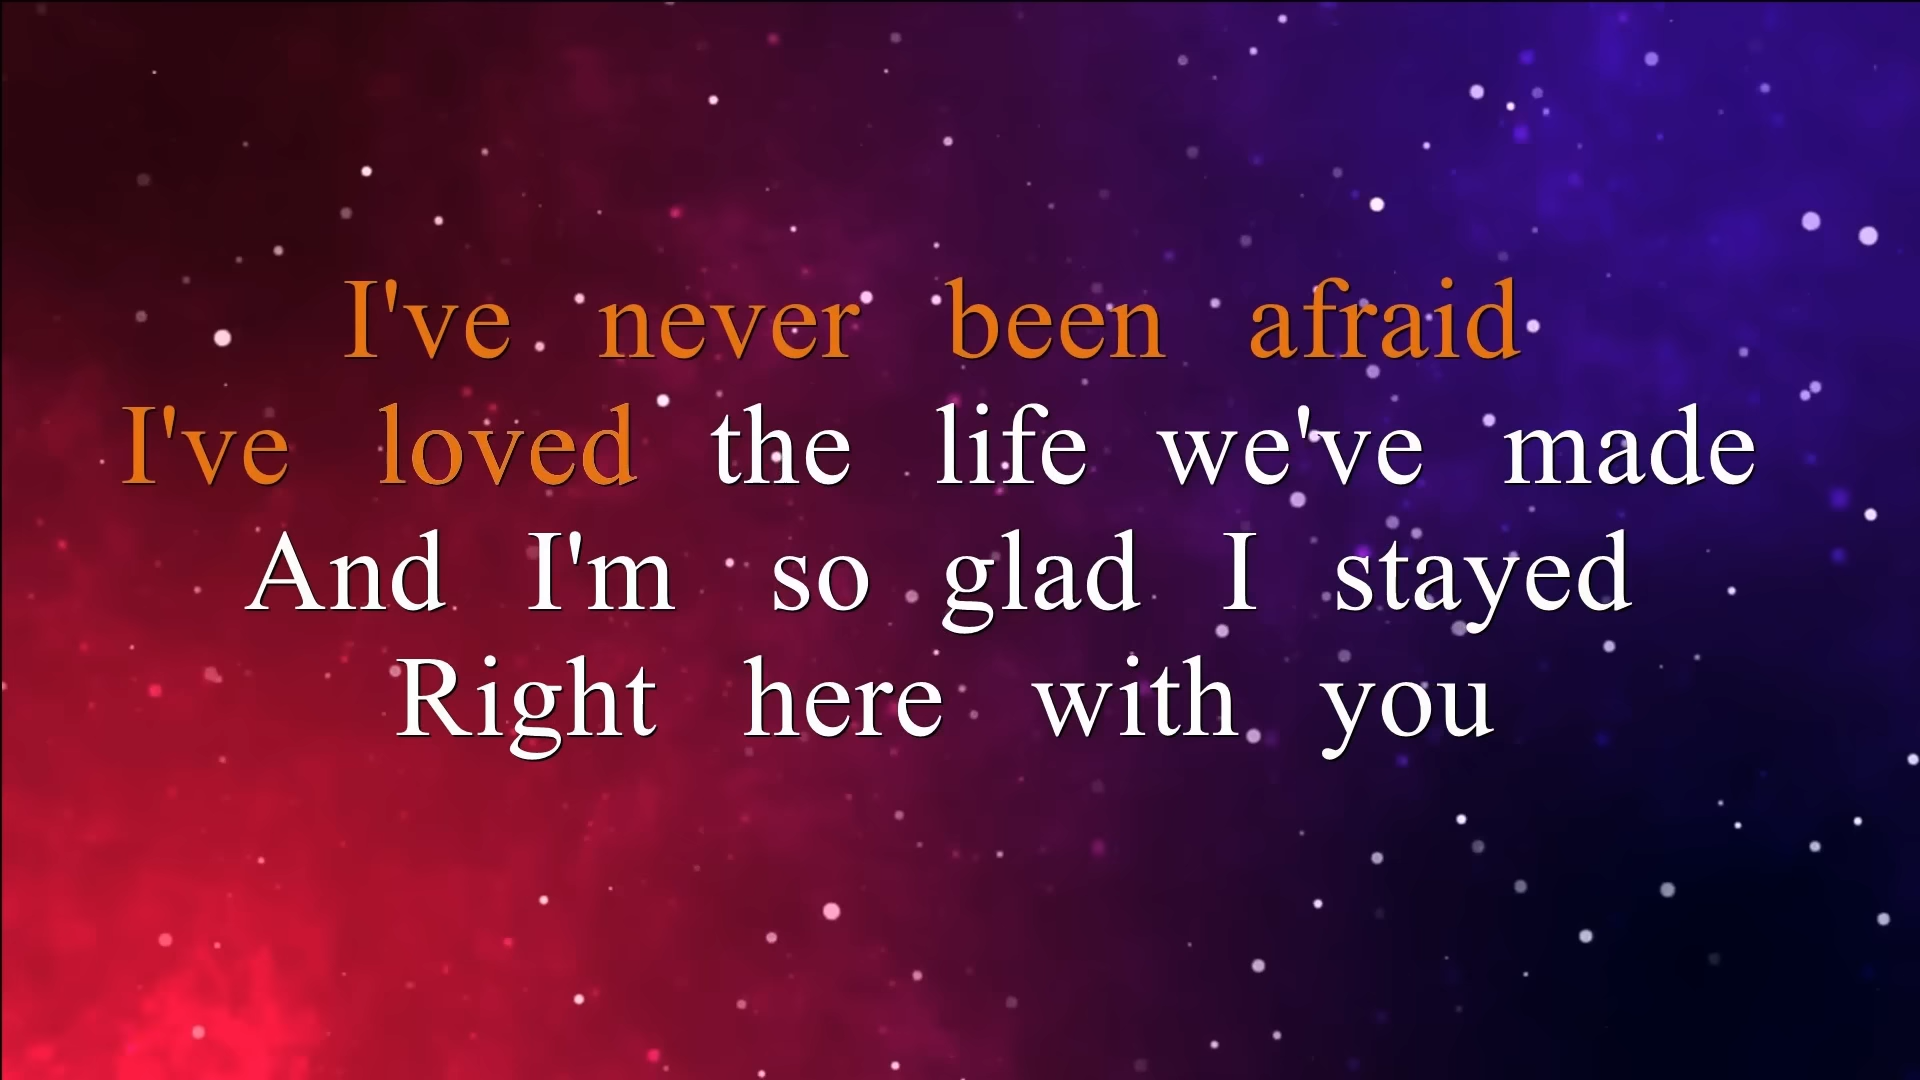 I've never been afraid
I've loved the life we've made
And I'm so glad I stayed
Right here with you